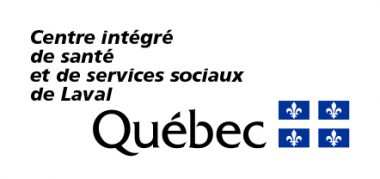 Centre intégré
de santé
et de services sociaux
de Laval
Québec